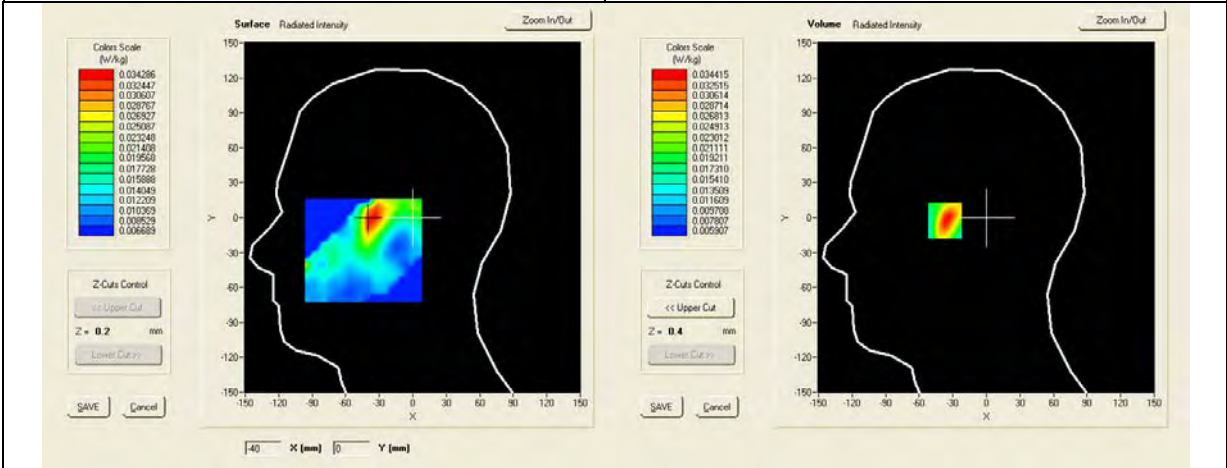 Surface Radiated Intensity
Zoom In/Out
Colors Scale
(W/kg)
0.034286
0.032447
0.030607
0.028767
0.026927
0.025087
0.023248
0.021408
0.019568
0.017728
0.015888
0.014049
0.012209
0.010369
0.008529
0.006689
Z-Cuts Control
<< Upper Cut
Z = 0.2 mm
Lower Cut >>
SAVE
Cancel
150
120
90
60
30
0
-30
-60
-90
-120
-150
Y
-150 -120 -90 -60 -30 0 30 60 90 120 150
X
-40 X (mm) 0 Y (mm)
Volume Radiated Intensity
Zoom In/Out
Colors Scale
(W/kg)
0.034415
0.032515
0.030614
0.028714
0.026813
0.024913
0.023012
0.021111
0.019211
0.017310
0.015410
0.013509
0.011609
0.009708
0.007807
0.005907
Z-Cuts Control
<< Upper Cut
Z = 0.4 mm
Lower Cut >>
SAVE
Cancel
150
120
90
60
30
0
-30
-60
-90
-120
-150
Y
-150 -120 -90 -60 -30 0 30 60 90 120 150
X